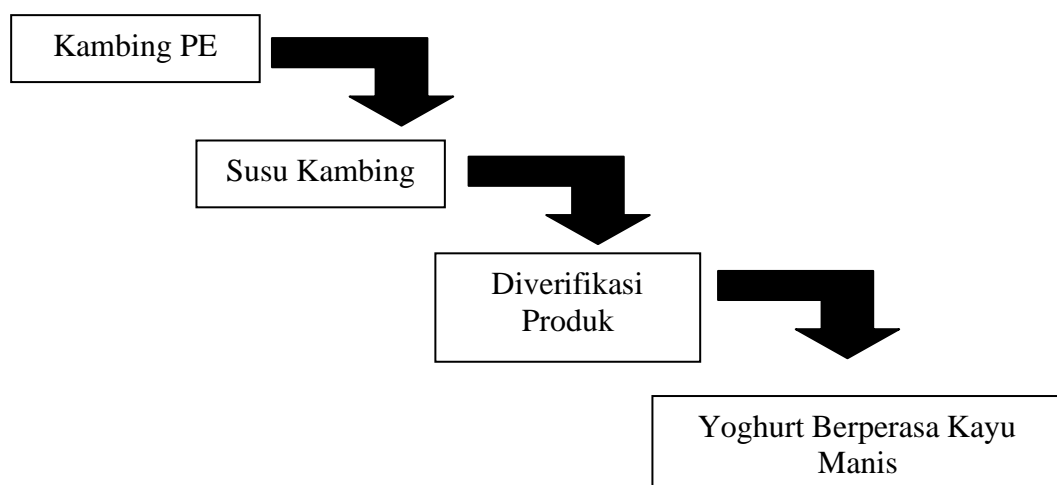 Kambing PE
Susu Kambing
Diverifikasi
Produk
Yoghurt Berperasa Kayu
Manis